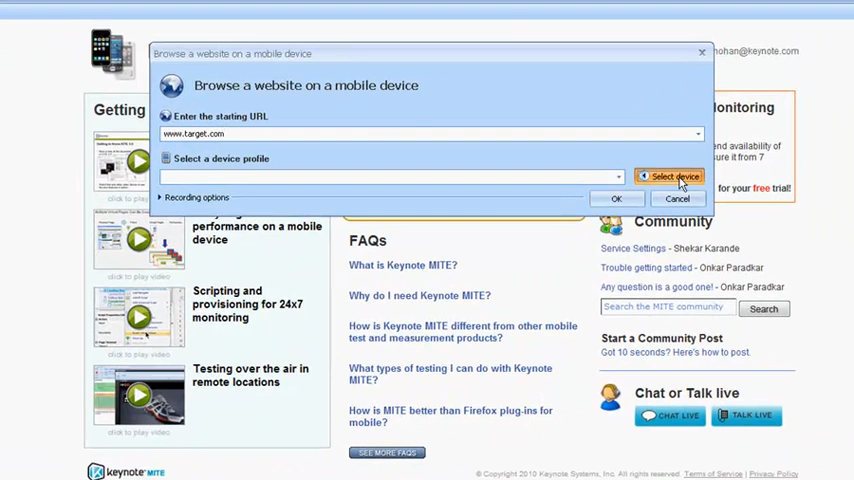 Browse a website on a mobile device
mohan@keynote.com
Browse a website on a mobile device
Enter the starting URL
www.target.com
Select a device profile
Select device
Recording options
OK
Cancel
Getting
click to play video
performance on a mobile
device
click to play video
Scripting and
provisioning for 24x7
monitoring
click to play video
Testing over the air in
remote locations
click to play video
keynote MITE
FAQs
What is Keynote MITE?
Why do I need Keynote MITE?
How is Keynote MITE different from other mobile
test and measurement products?
What types of testing I can do with Keynote
MITE?
How is MITE better than Firefox plug-ins for
mobile?
SEE MORE FAQS
onitoring
nd availability of
sure it from 7
for your free trial!
Community
Service Settings - Shekar Karande
Trouble getting started - Onkar Paradkar
Any question is a good one! - Onkar Paradkar
Search the MITE community
Search
Start a Community Post
Got 10 seconds? Here's how to post.
Chat or Talk live
CHAT LIVE
TALK LIVE
© Copyright 2010 Keynote Systems, Inc. All rights reserved. Terms of Service | Privacy Policy